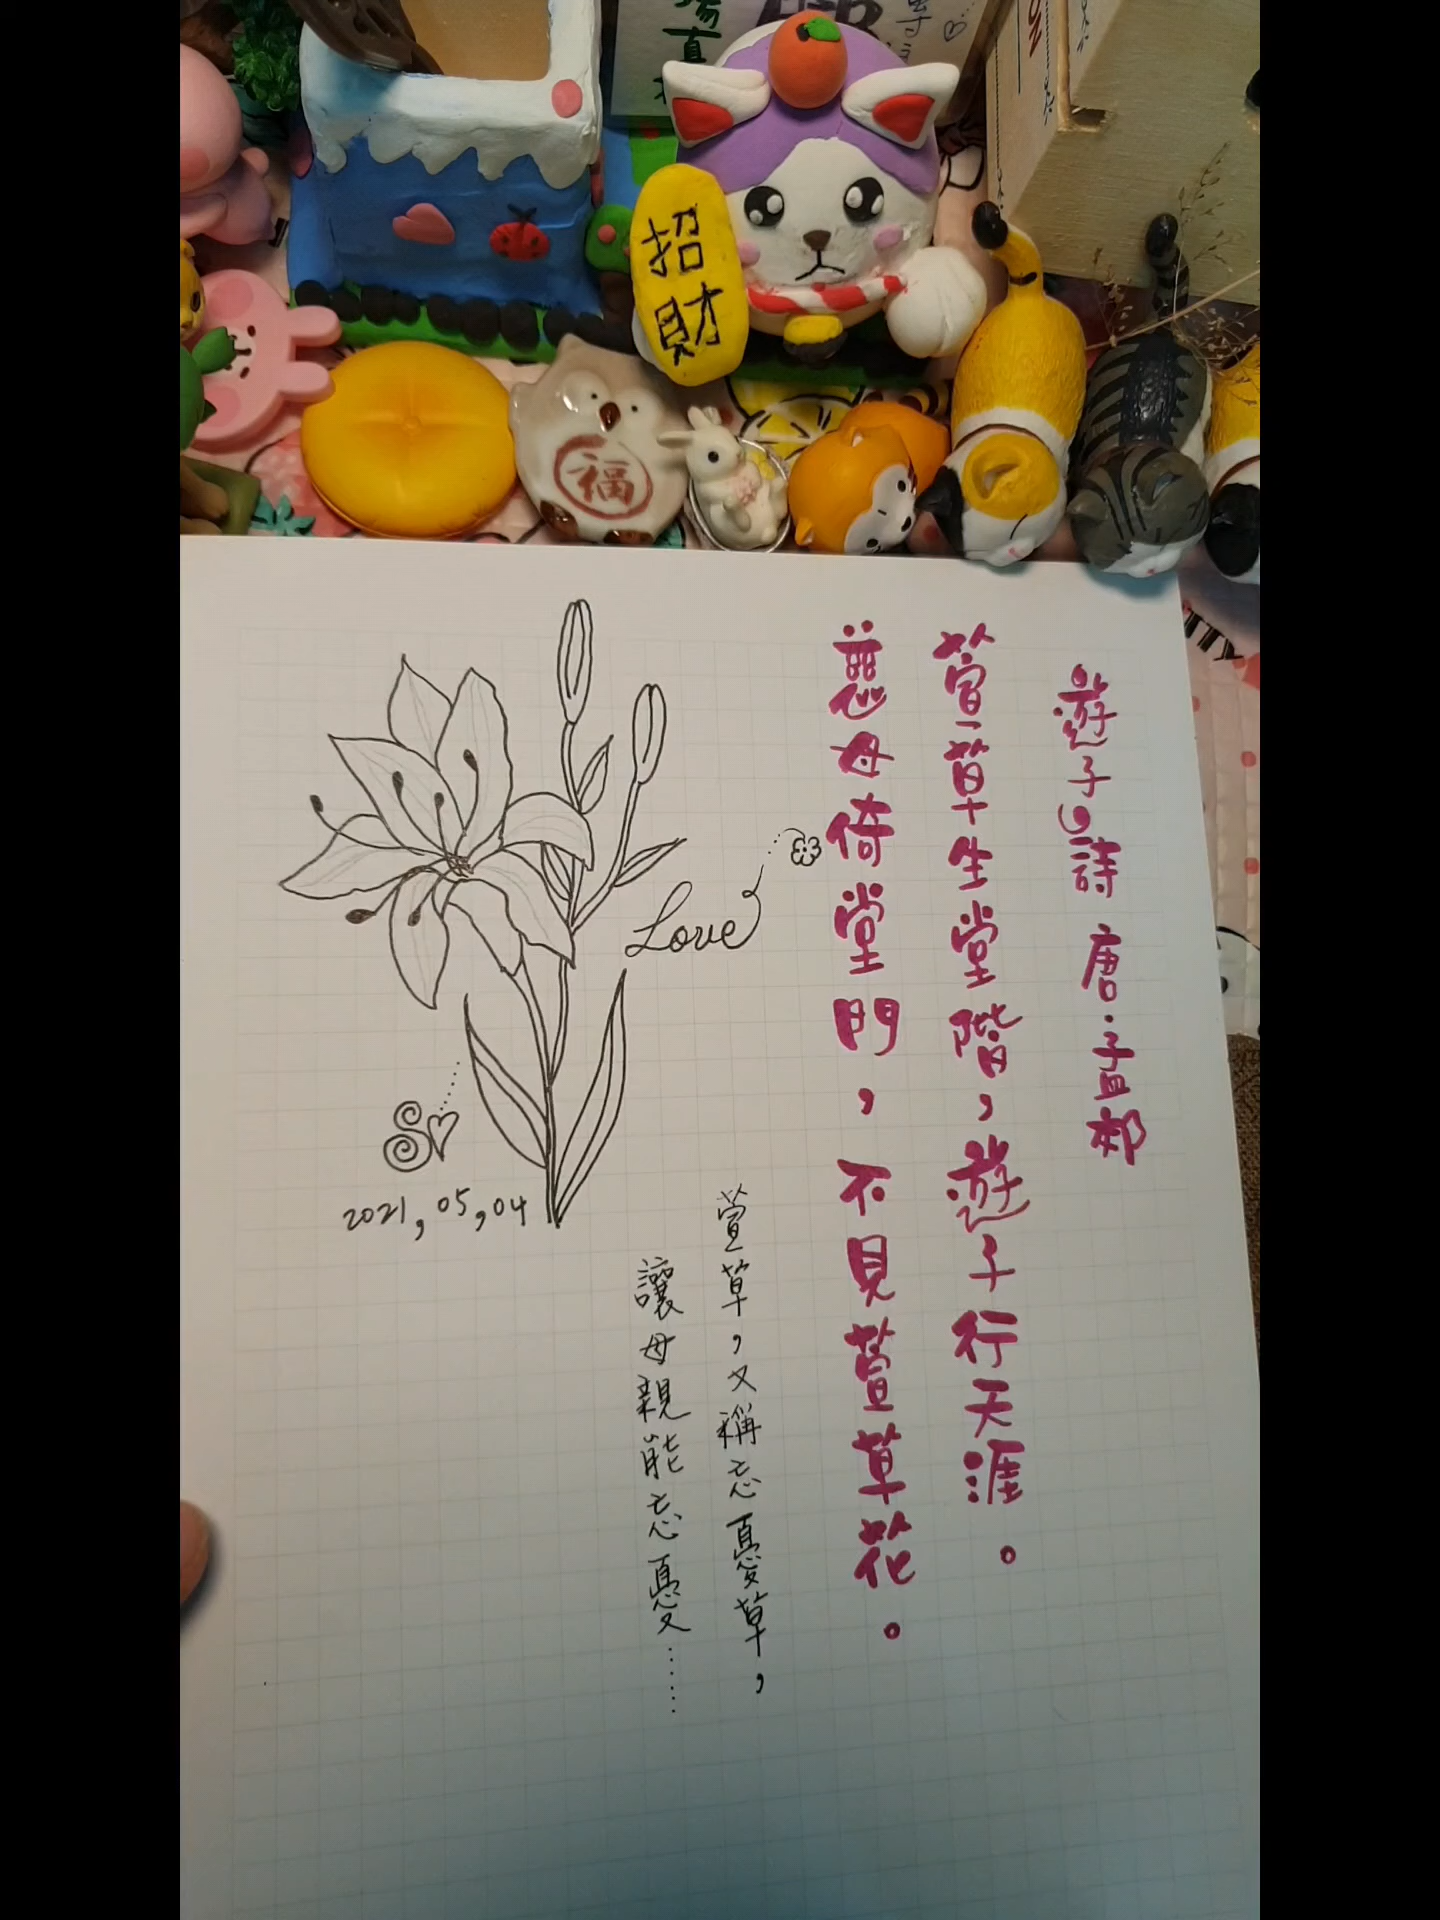 招財
福
遊子詩 唐·孟郊
萱草生堂階,遊子行天涯。
慈母倚堂門,不見萱草花。
萱草,又稱忘憂草,
讓母親能忘憂......
Love
2021,05,04